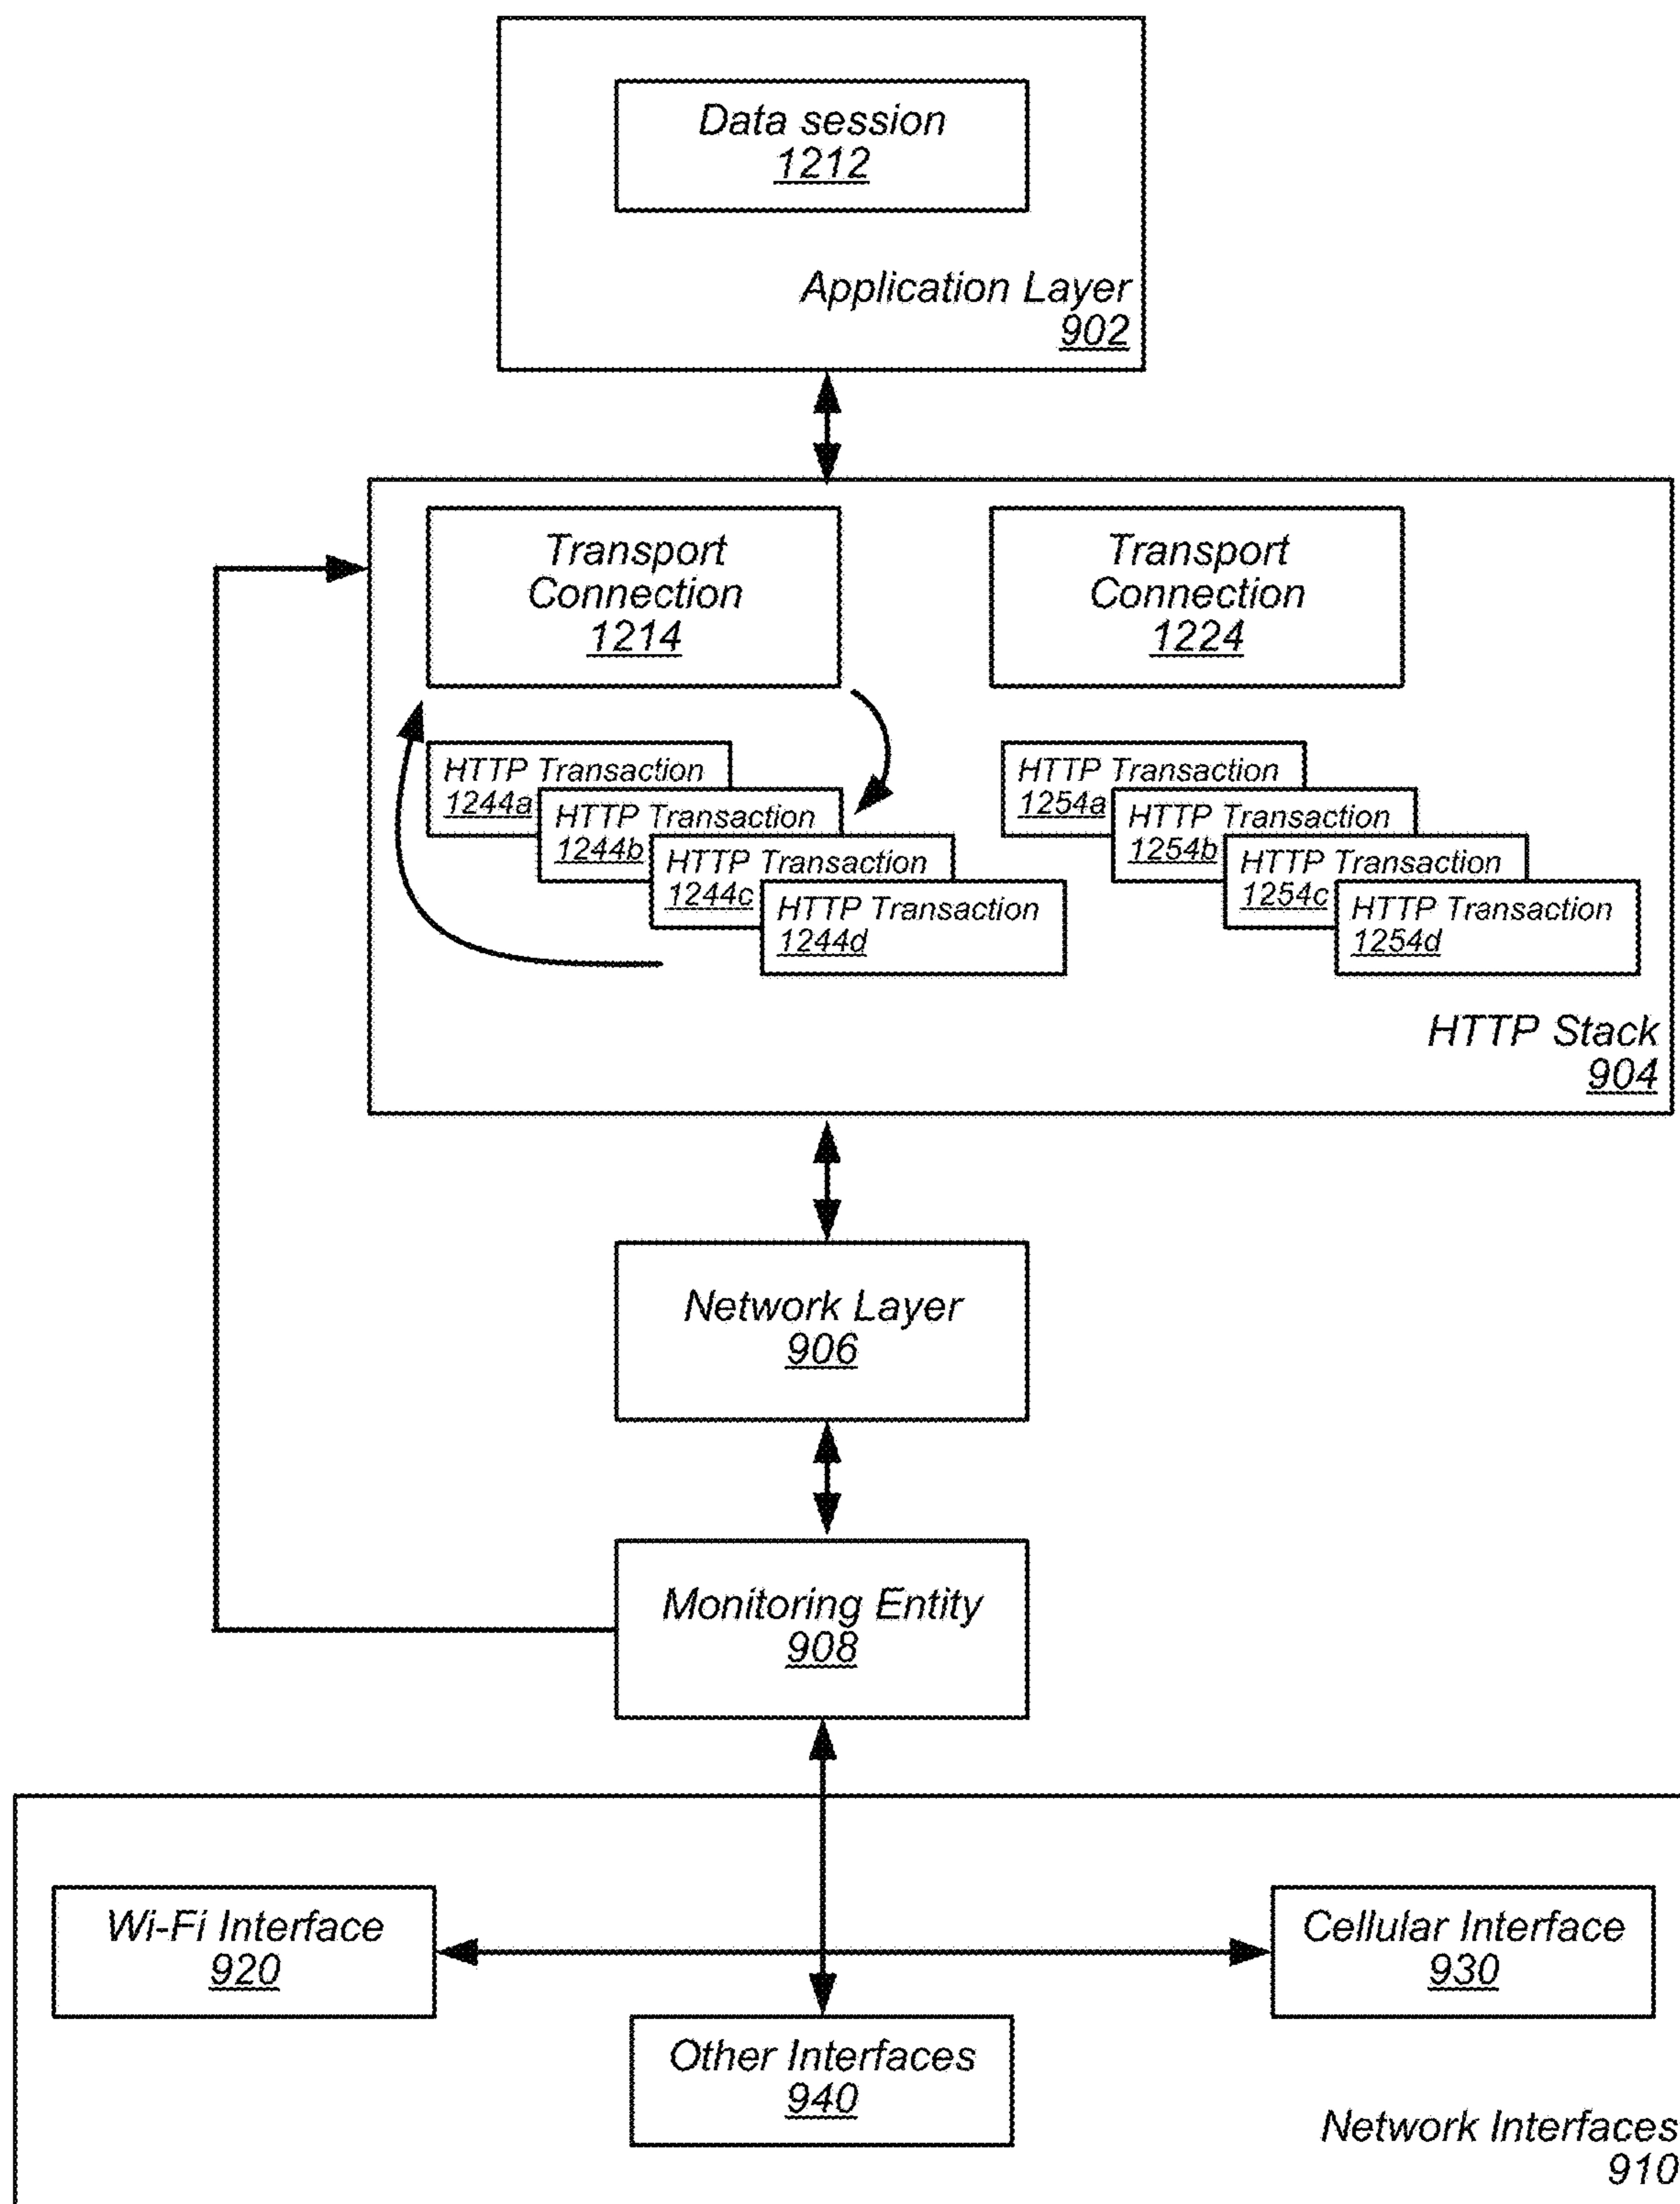 Data session
1212
Application Layer
902
Transport
Connection
1214
Transport
Connection
1224
HTTP Transaction
1244a
HTTP Transaction
1244b
HTTP Transaction
1244c
HTTP Transaction
1244d
HTTP Transaction
1254a
HTTP Transaction
1254b
HTTP Transaction
1254c
HTTP Transaction
1254d
HTTP Stack
904
Network Layer
906
Monitoring Entity
908
Wi-Fi Interface
920
Cellular Interface
930
Other Interfaces
940
Network Interfaces
910